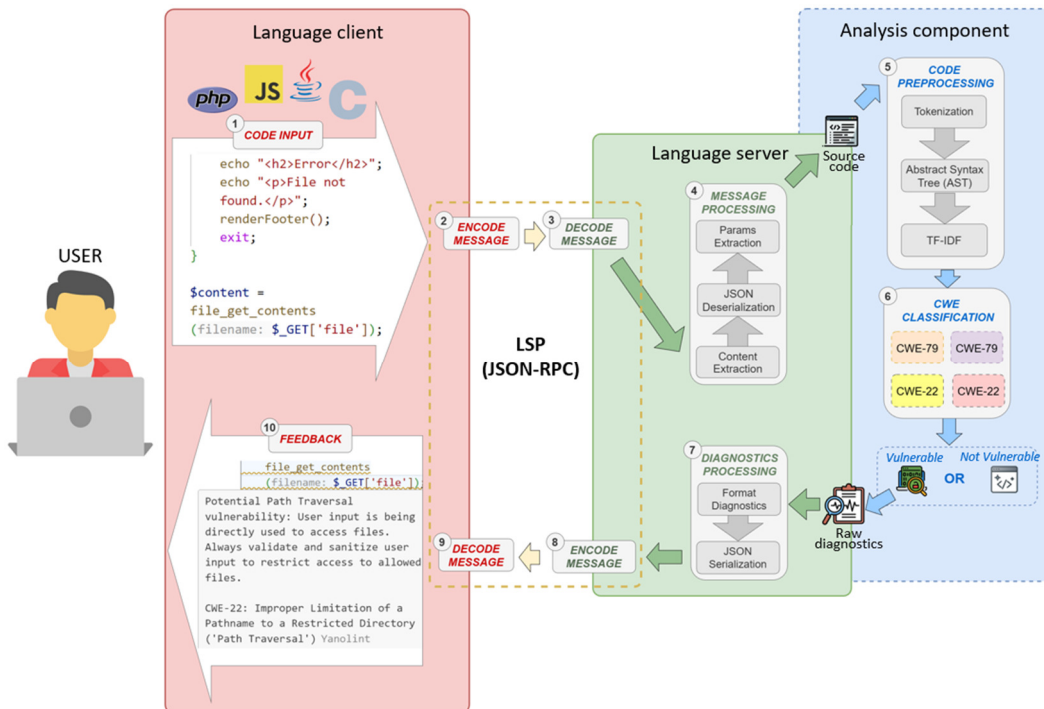 Language client
php
JS
Java
C
1
CODE INPUT
echo "<h2>Error</h2>";
echo "<p>File not
found.</p>";
renderFooter();
exit;
}
$content =
file_get_contents
(filename: $_GET['file']);
USER
2
ENCODE
MESSAGE
3
DECODE
MESSAGE
LSP
(JSON-RPC)
Language server
4
MESSAGE
PROCESSING
Params
Extraction
JSON
Deserialization
Content
Extraction
Source
code
Analysis component
5
CODE
PREPROCESSING
Tokenization
Abstract Syntax
Tree (AST)
TF-IDF
6
CWE
CLASSIFICATION
CWE-79
CWE-79
CWE-22
CWE-22
Vulnerable
OR
Not Vulnerable
Raw
diagnostics
7
DIAGNOSTICS
PROCESSING
Format
Diagnostics
JSON
Serialization
8
ENCODE
MESSAGE
9
DECODE
MESSAGE
10
FEEDBACK
file_get_contents
(filename: $_GET['file']);
Potential Path Traversal
vulnerability: User input is being
directly used to access files.
Always validate and sanitize user
input to restrict access to allowed
files.
CWE-22: Improper Limitation of a
Pathname to a Restricted Directory
('Path Traversal') Yanolint